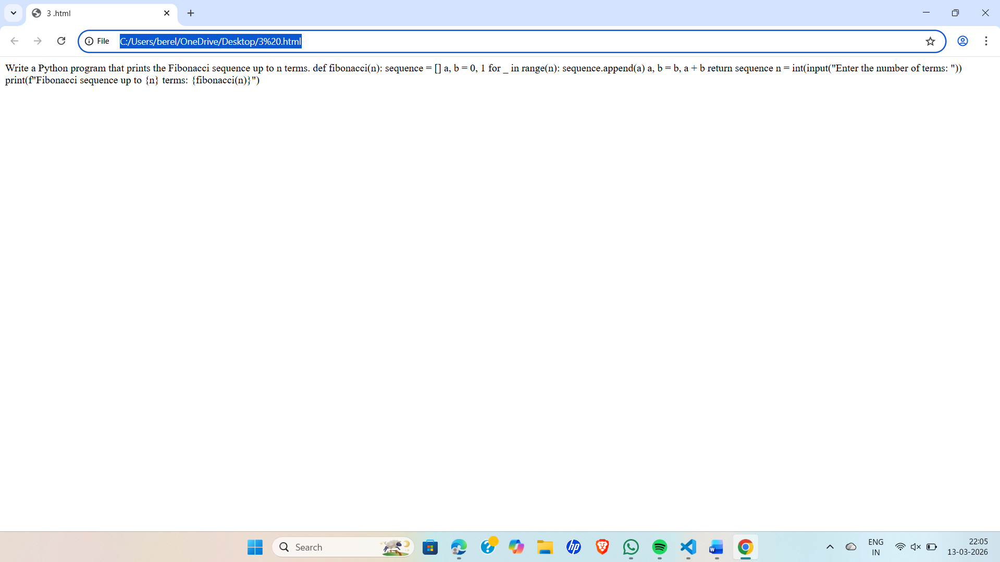 3 .html
File
C:/Users/berel/OneDrive/Desktop/3%20.html
Write a Python program that prints the Fibonacci sequence up to n terms. def fibonacci(n): sequence = [] a, b = 0, 1 for _ in range(n): sequence.append(a) a, b = b, a + b return sequence n = int(input("Enter the number of terms: "))
print(f"Fibonacci sequence up to {n} terms: {fibonacci(n)}")
Search
hp
W
ENG
IN
22:05
13-03-2026